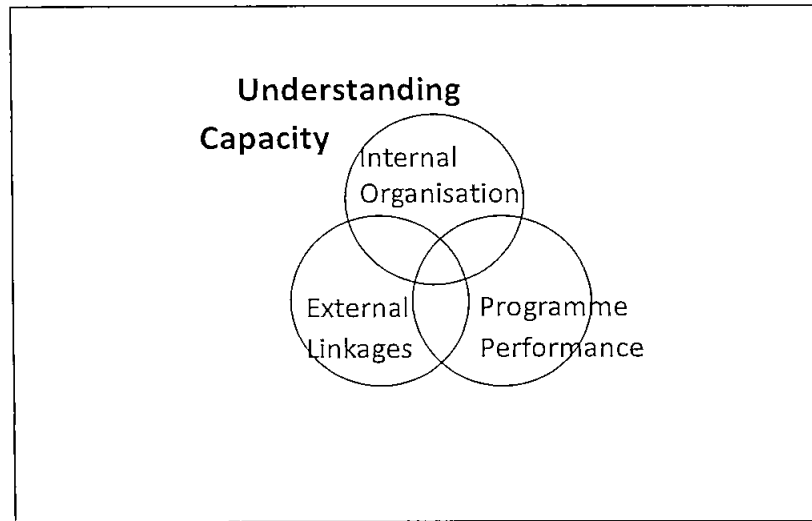 Understanding
Capacity
Internal
Organisation
External
Linkages
Programme
Performance